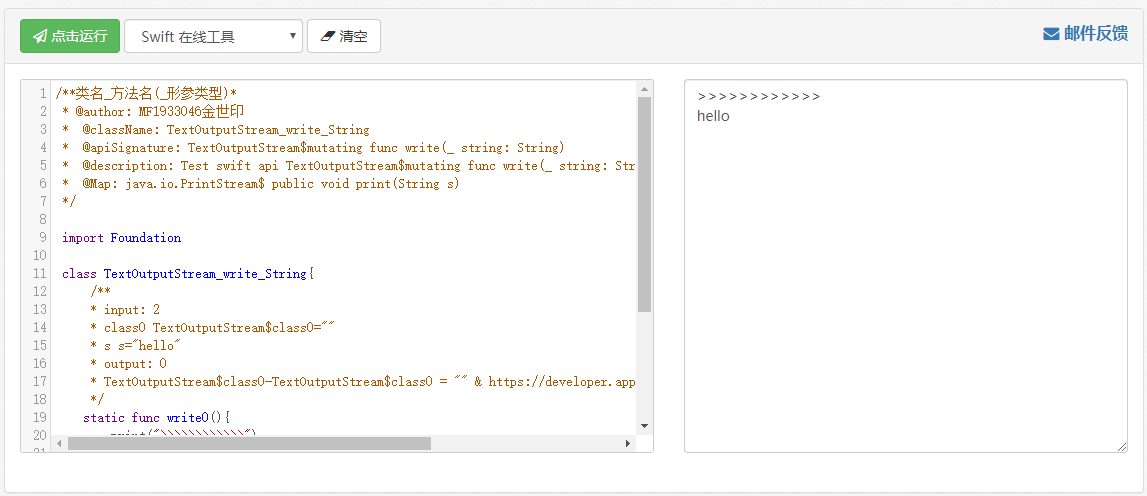 点击运行 Swift 在线工具 清空 邮件反馈
1 /**类名_方法名(_形参类型)*
2 * @author: MF1933046金世印
3 * @className: TextOutputStream_write_String
4 * @apiSignature: TextOutputStream$mutating func write(_ string: String)
5 * @description: Test swift api TextOutputStream$mutating func write(_ string: Str
6 * @Map: java.io.PrintStream$ public void print(String s)
7 */
8
9 import Foundation
10
11 class TextOutputStream_write_String{
12 /**
13 * input: 2
14 * class0 TextOutputStream$class0=""
15 * s s="hello"
16 * output: 0
17 * TextOutputStream$class0-TextOutputStream$class0 = "" & https://developer.app
18 */
19 static func write0(){
20 print(">>>>>>>>>>>>")
21
>>>>>>>>>>>>
hello